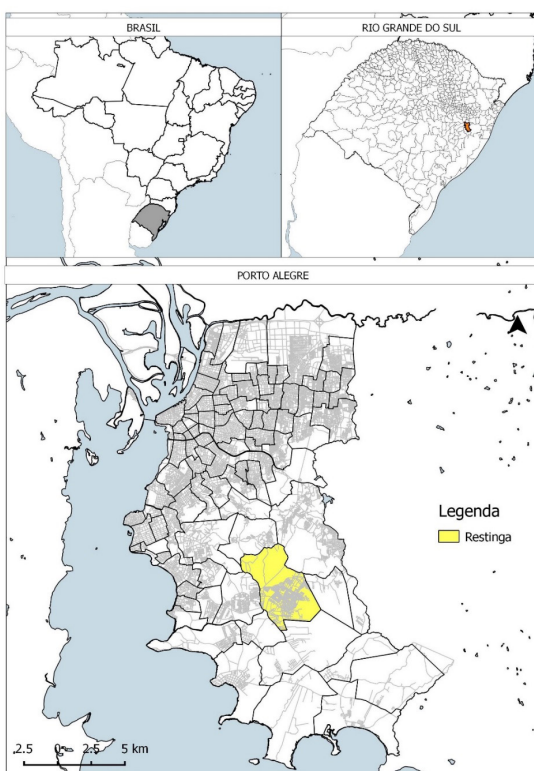 BRASIL
RIO GRANDE DO SUL
PORTO ALEGRE
Legenda
Restinga
2.5 0 2.5 5 km